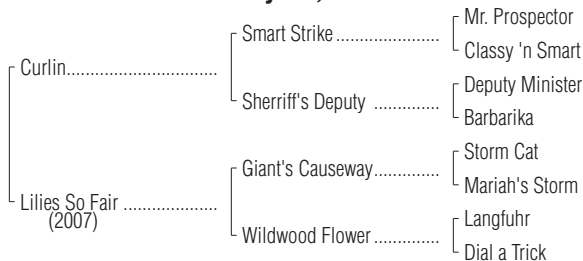 Mr. Prospector
Smart Strike ....................
Classy 'n Smart
Curlin..............................
Deputy Minister
Sherriff's Deputy .............
Barbarika
Storm Cat
Giant's Causeway.............
Mariah's Storm
Lilies So Fair ...................
(2007)
Langfuhr
Wildwood Flower .............
Dial a Trick